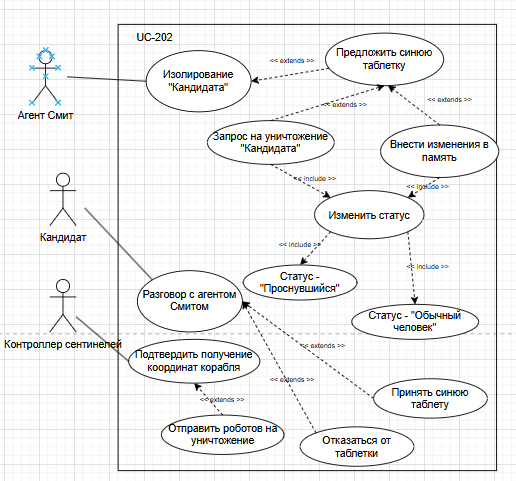 UC-202
Предложить синюю
таблетку
<< extends >>
Изолирование
"Кандидата"
Агент Смит
<< extends >>
<< extends >>
Запрос на уничтожение
"Кандидата"
Внести изменения в
память
<< include >>
<< include >>
Изменить статус
Кандидат
<< include >>
<< include >>
Статус -
"Проснувшийся"
Разговор с агентом
Смитом
Статус - "Обычный
человек"
Контроллер сентинелей
Подтвердить получение
координат корабля
<< extends >>
<< extends >>
Принять синюю
таблету
<< extends >>
Отправить роботов на
уничтожение
Отказаться от
таблетки